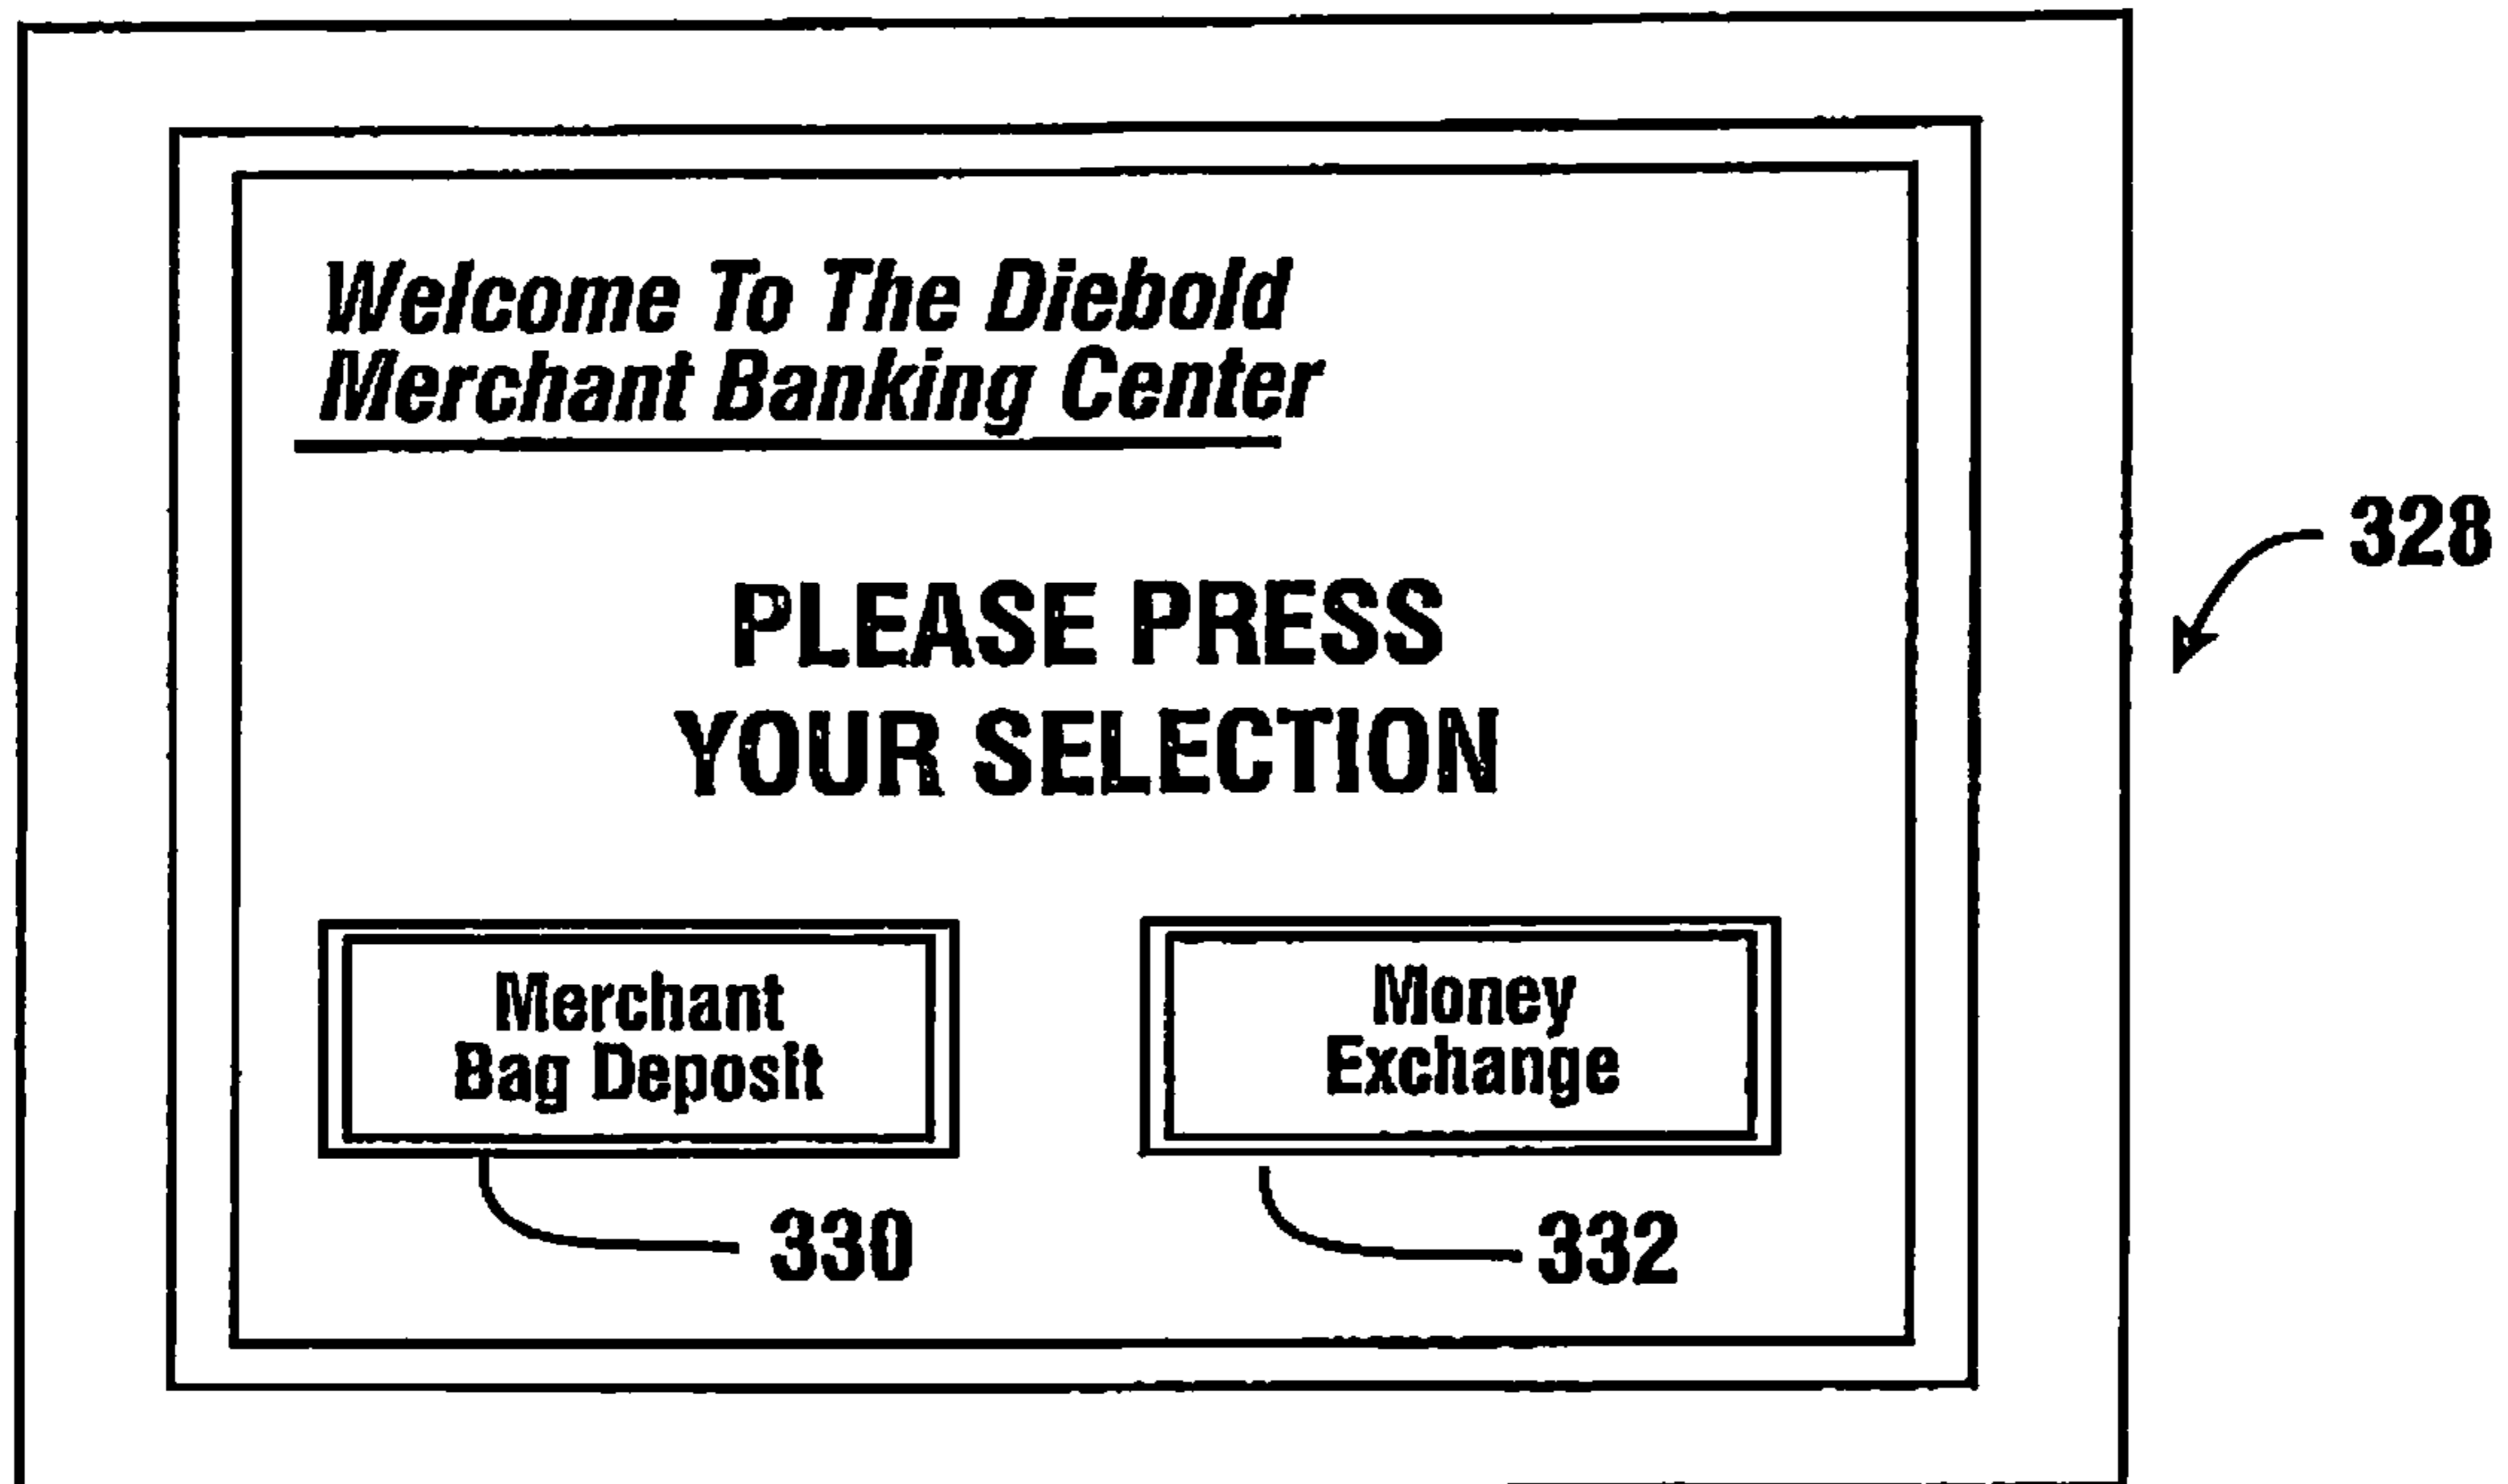 Welcome To The Diebold
Merchant Banking Center
328
PLEASE PRESS
YOUR SELECTION
Merchant
Bag Deposit
Money
Exchange
330
332